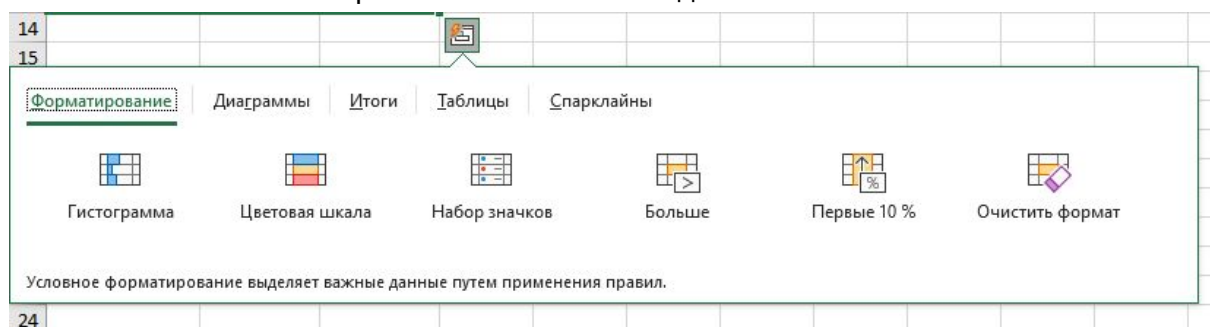 14
15
Форматирование Диаграммы Итоги Таблицы Спарклайны
Гистограмма Цветовая шкала Набор значков Больше Первые 10 % Очистить формат
Условное форматирование выделяет важные данные путем применения правил.
24